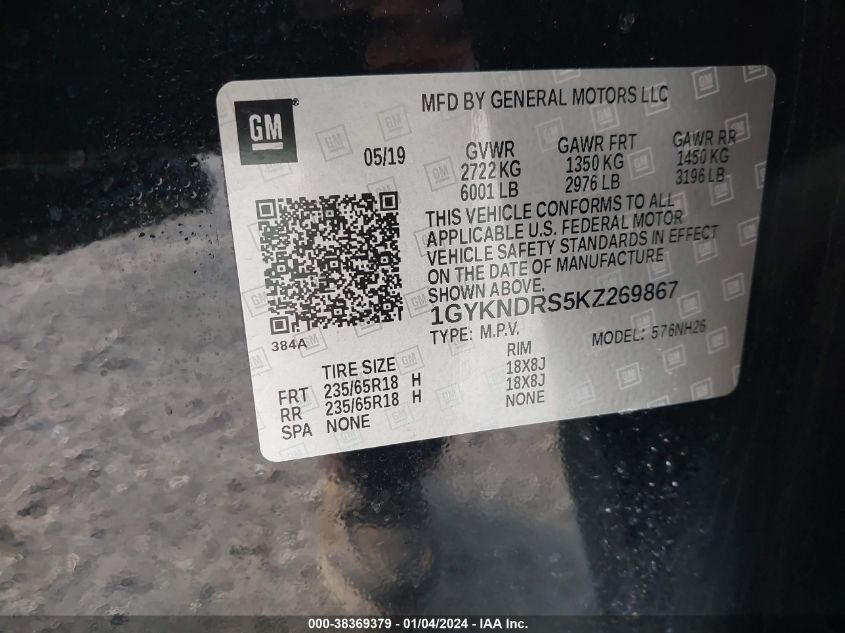 GM ®
MFD BY GENERAL MOTORS LLC
05/19
GVWR GAWR FRT GAWR RR
2722 KG 1350 KG 1450 KG
6001 LB 2976 LB 3196 LB
THIS VEHICLE CONFORMS TO ALL
APPLICABLE U.S. FEDERAL MOTOR
VEHICLE SAFETY STANDARDS IN EFFECT
ON THE DATE OF MANUFACTURE
SHOWN ABOVE.
1GYKNDRS5KZ269867
TYPE: M.P.V. MODEL: 576NH26
384A
TIRE SIZE RIM
FRT 235/65R18 H 18X8J
RR 235/65R18 H 18X8J
SPA NONE NONE
000-38369379 - 01/04/2024 - IAA Inc.